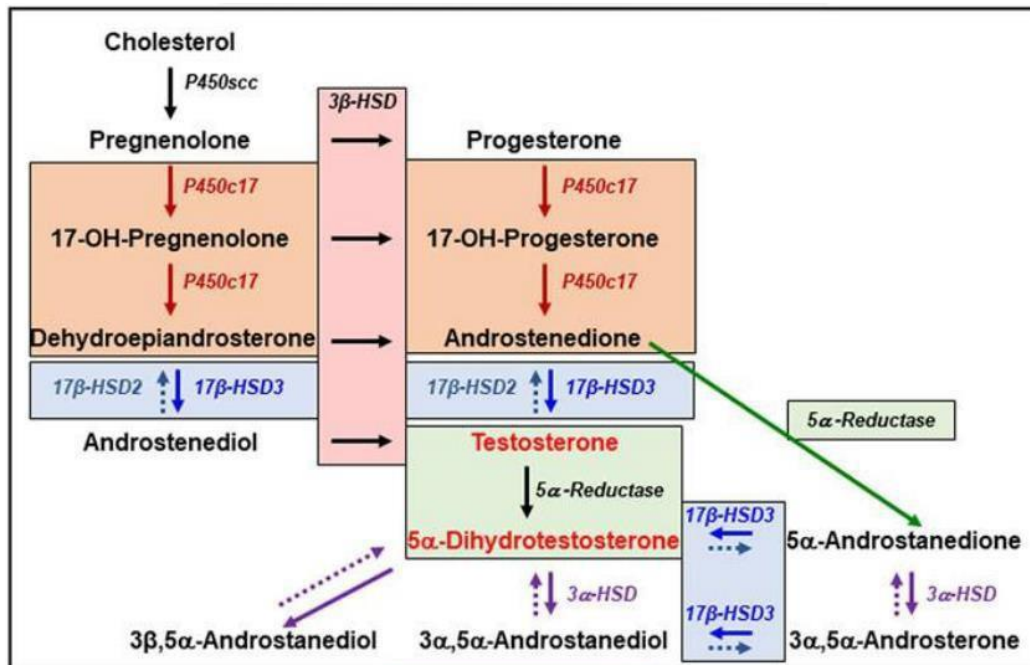 Cholesterol
P450scc
3β-HSD
Pregnenolone
Progesterone
P450c17
P450c17
17-OH-Pregnenolone
17-OH-Progesterone
P450c17
P450c17
Dehydroepiandrosterone
Androstenedione
17β-HSD2
17β-HSD3
17β-HSD2
17β-HSD3
5α-Reductase
Androstenediol
Testosterone
5α-Reductase
17β-HSD3
5α-Dihydrotestosterone
5α-Androstanedione
3α-HSD
3α-HSD
17β-HSD3
3β,5α-Androstanediol
3α,5α-Androstanediol
3α,5α-Androsterone